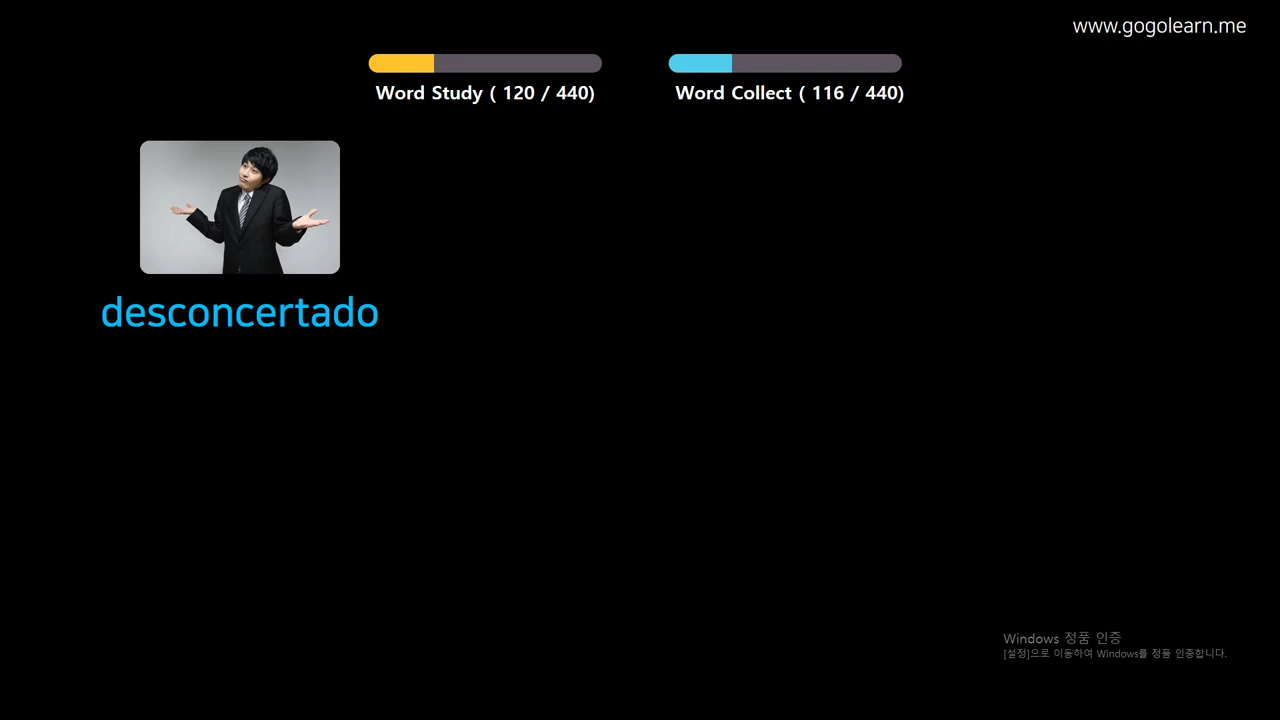 www.gogolearn.me
Word Study ( 120 / 440)
Word Collect ( 116 / 440)
desconcertado
Windows 정품 인증
[설정]으로 이동하여 Windows를 정품 인증합니다.